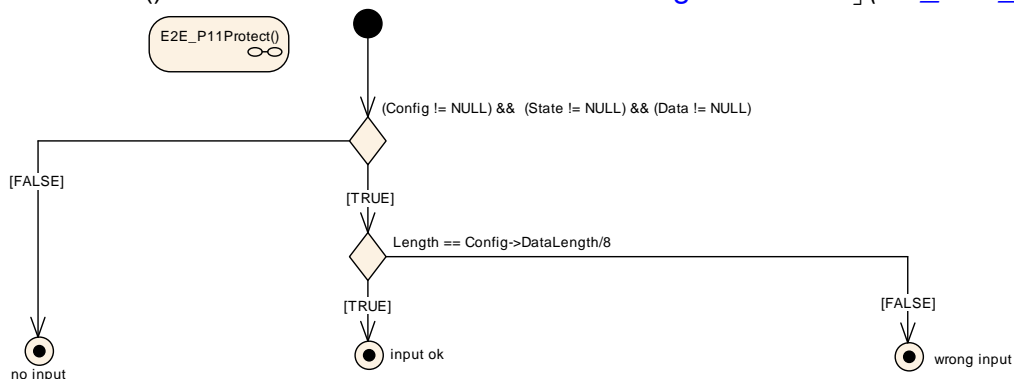 E2E_P11Protect()
(Config != NULL) && (State != NULL) && (Data != NULL)
[FALSE]
[TRUE]
Length == Config->DataLength/8
[TRUE]
[FALSE]
input ok
wrong input
no input